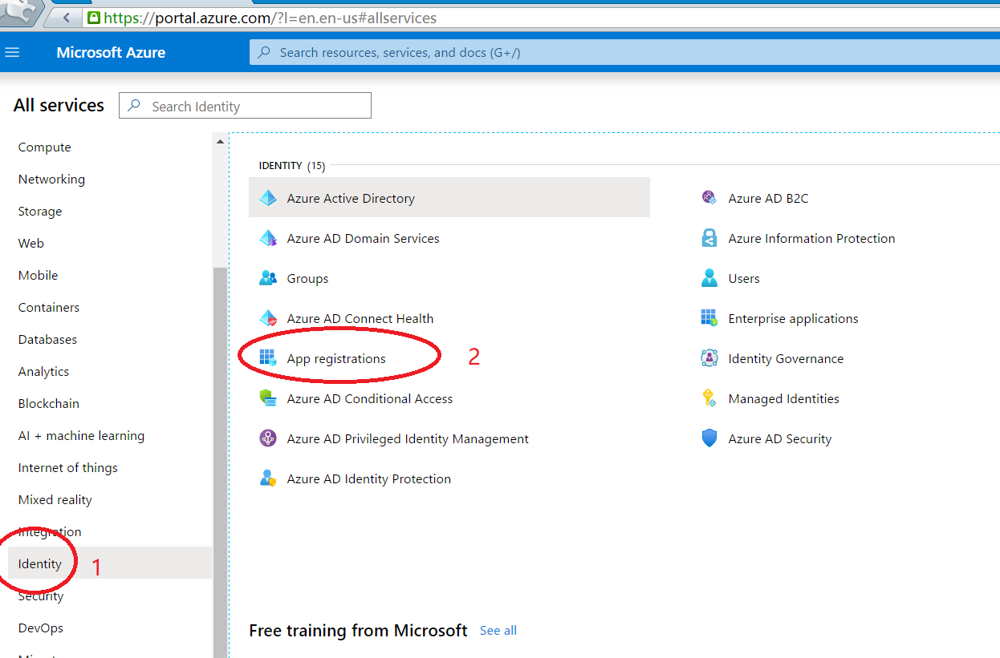 https://portal.azure.com/?l=en.en-us#allservices
Microsoft Azure
Search resources, services, and docs (G+/)
All services
Search Identity
Compute
Networking
Storage
Web
Mobile
Containers
Databases
Analytics
Blockchain
AI + machine learning
Internet of things
Mixed reality
Integration
Identity
1
Security
DevOps
IDENTITY (15)
Azure Active Directory
Azure AD B2C
Azure AD Domain Services
Azure Information Protection
Groups
Users
Azure AD Connect Health
Enterprise applications
App registrations
2
Identity Governance
Azure AD Conditional Access
Managed Identities
Azure AD Privileged Identity Management
Azure AD Security
Azure AD Identity Protection
Free training from Microsoft See all